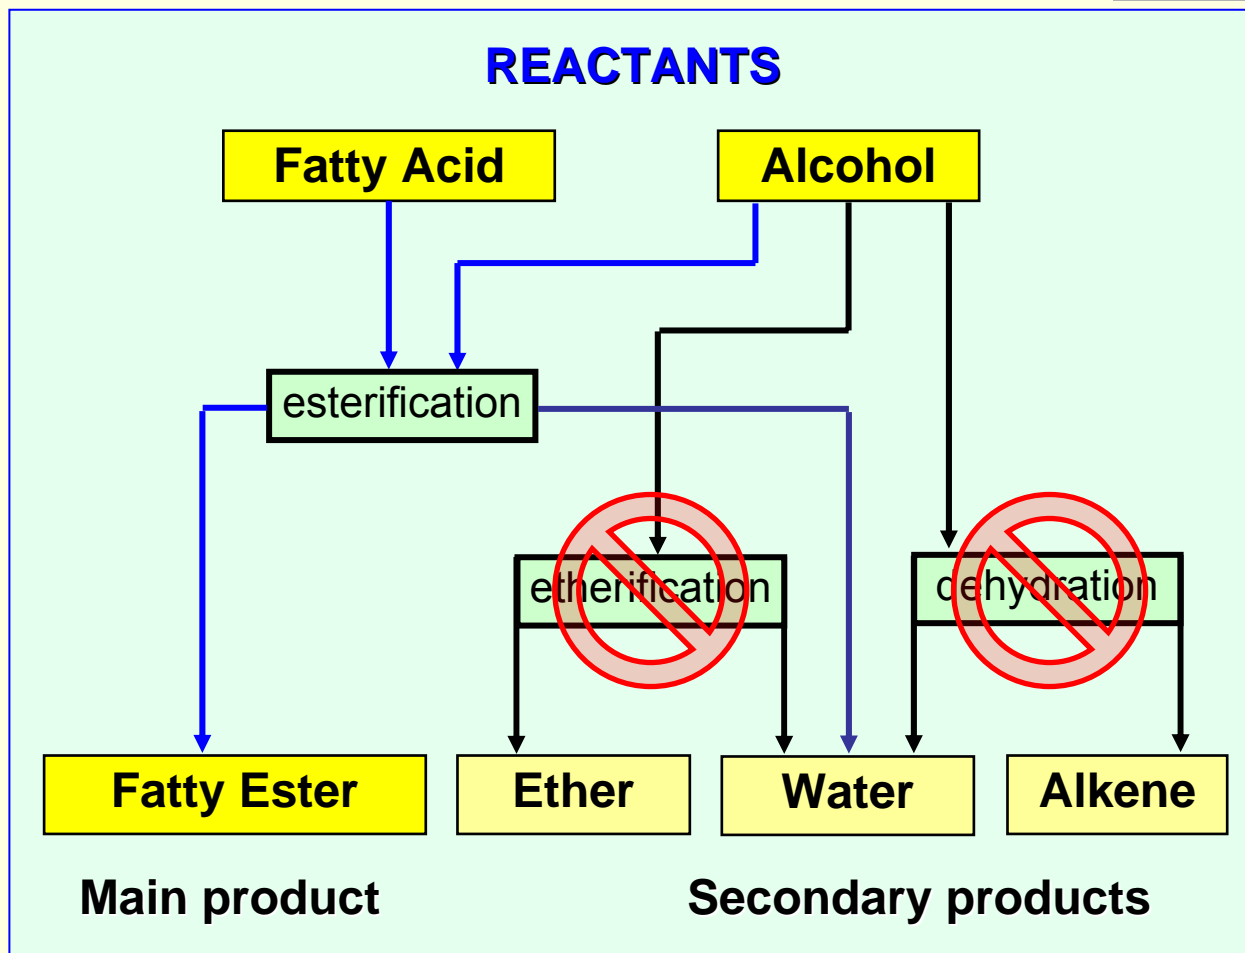 REACTANTS
Fatty Acid
Alcohol
esterification
etherification
dehydration
Fatty Ester
Ether
Water
Alkene
Main product
Secondary products